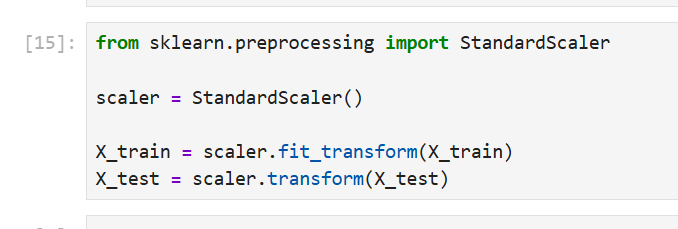 [15]: from sklearn.preprocessing import StandardScaler
scaler = StandardScaler()
X_train = scaler.fit_transform(X_train)
X_test = scaler.transform(X_test)